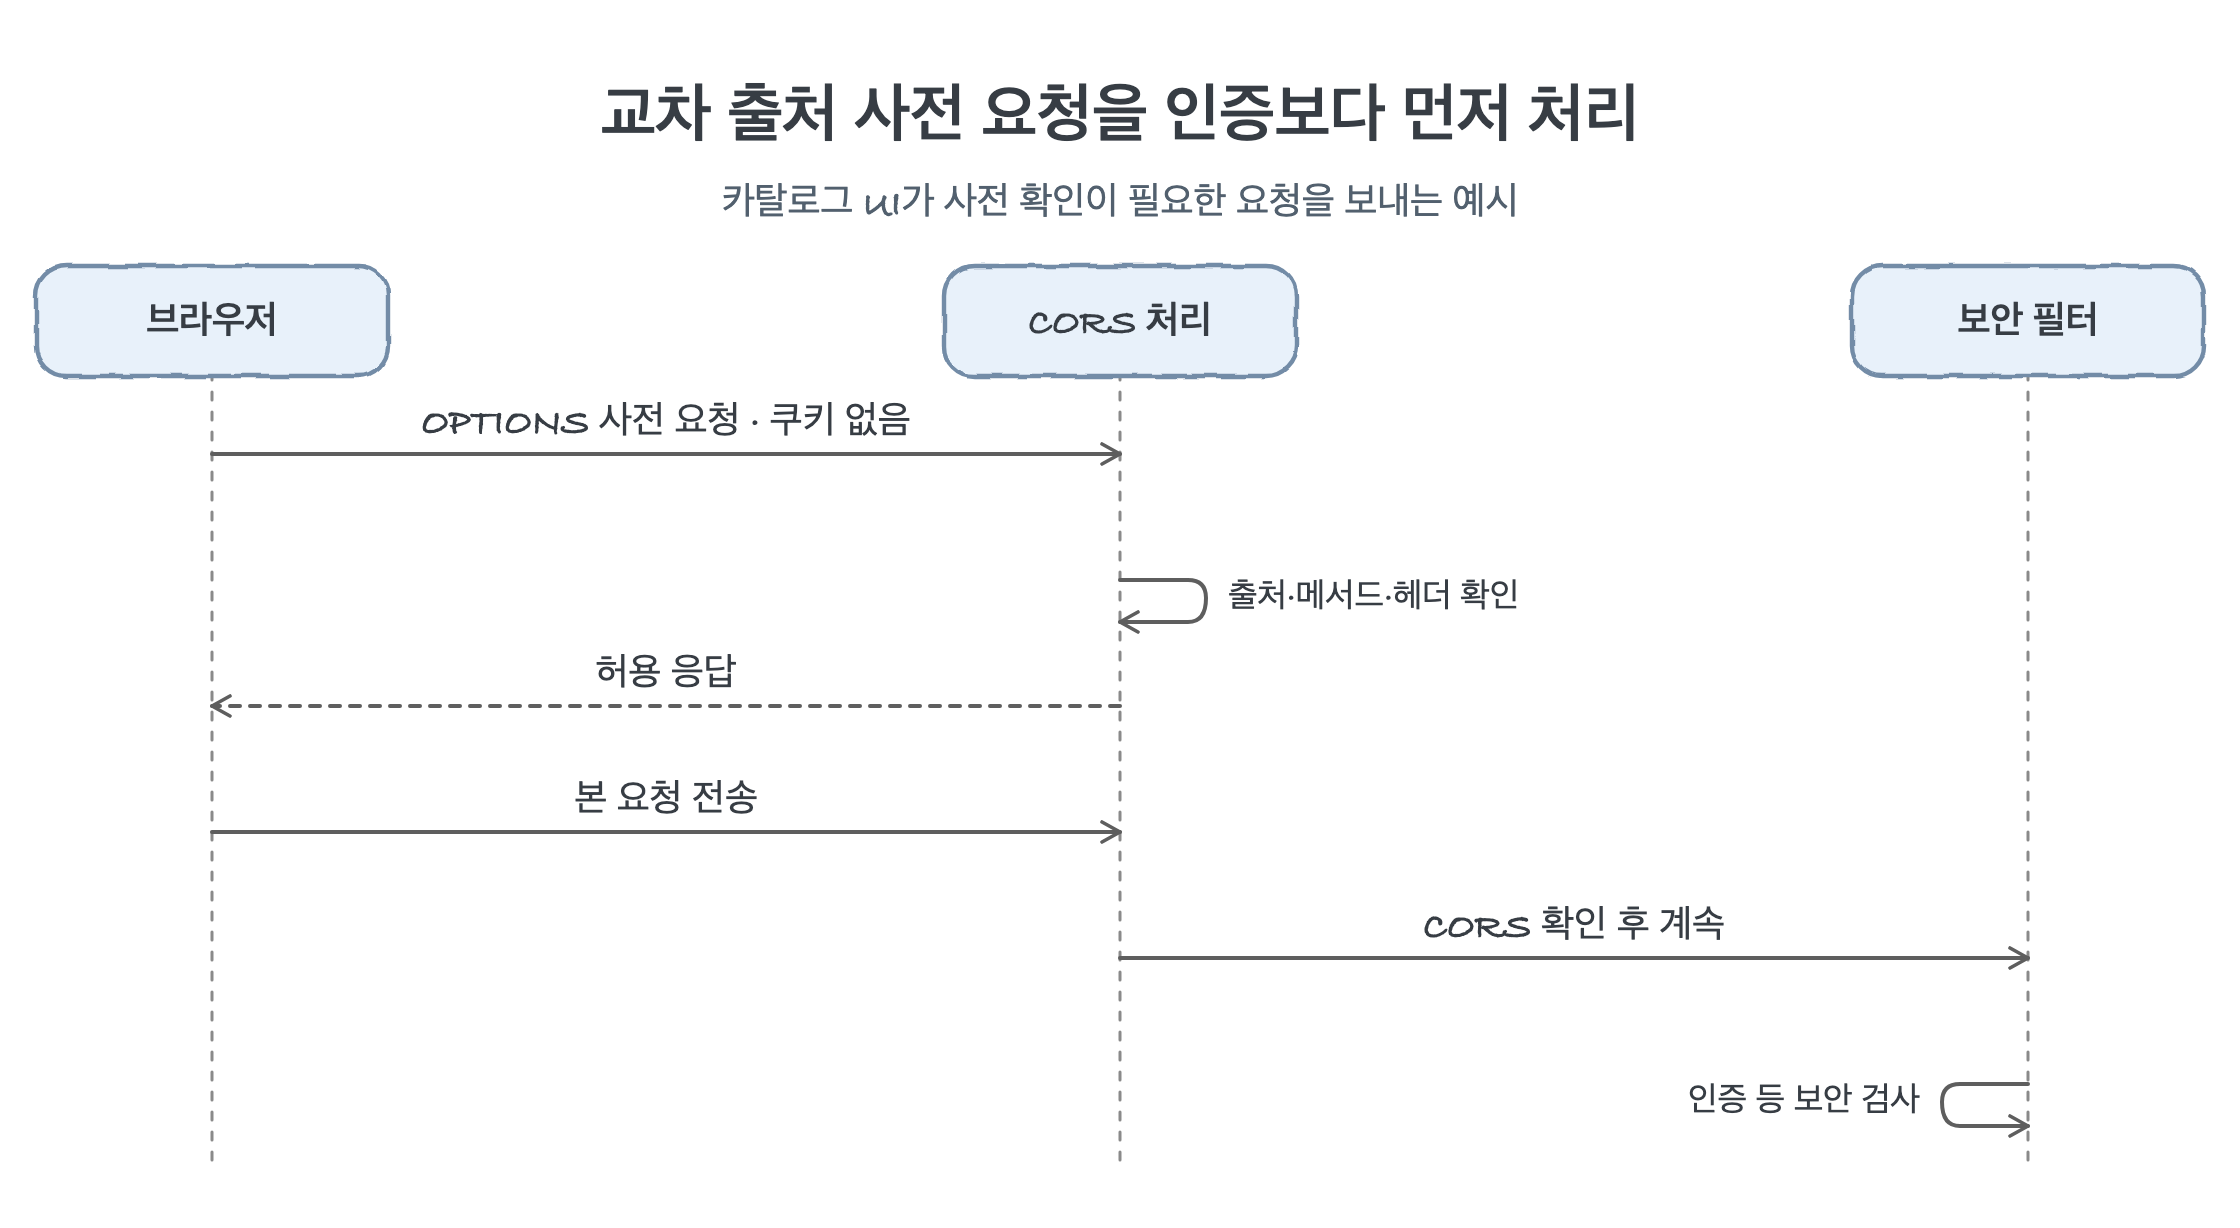 교차 출처 사전 요청을 인증보다 먼저 처리
카탈로그 UI가 사전 확인이 필요한 요청을 보내는 예시
브라우저
CORS 처리
보안 필터
OPTIONS 사전 요청 · 쿠키 없음
출처·메서드·헤더 확인
허용 응답
본 요청 전송
CORS 확인 후 계속
인증 등 보안 검사